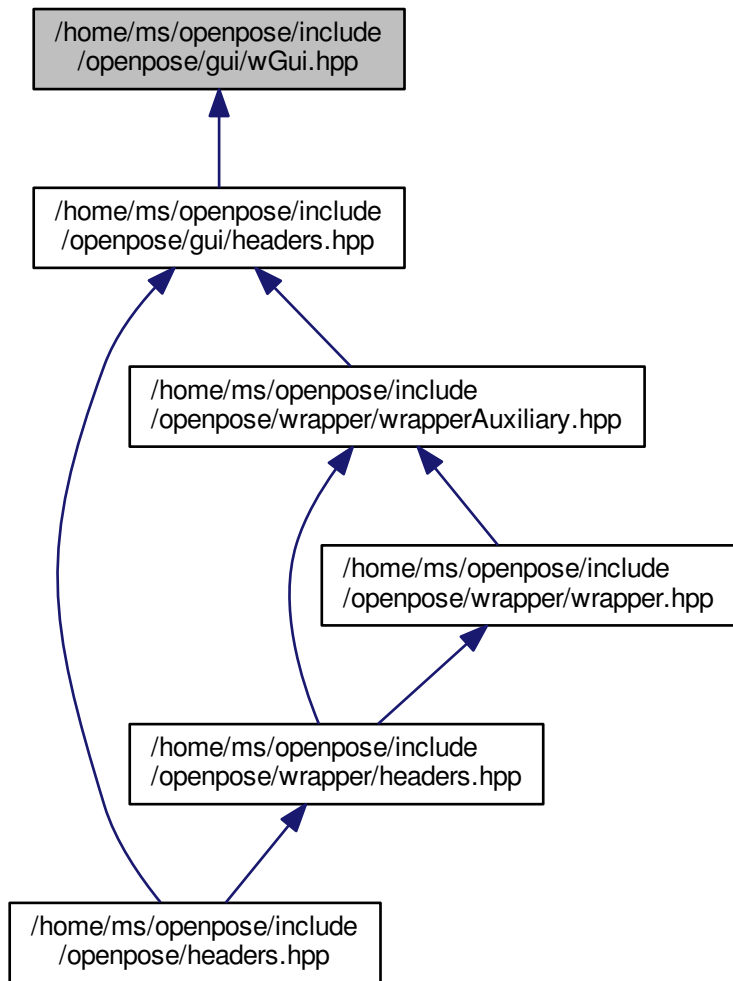 /home/ms/openpose/include
/openpose/gui/wGui.hpp
/home/ms/openpose/include
/openpose/gui/headers.hpp
/home/ms/openpose/include
/openpose/wrapper/wrapperAuxiliary.hpp
/home/ms/openpose/include
/openpose/wrapper/wrapper.hpp
/home/ms/openpose/include
/openpose/wrapper/headers.hpp
/home/ms/openpose/include
/openpose/headers.hpp